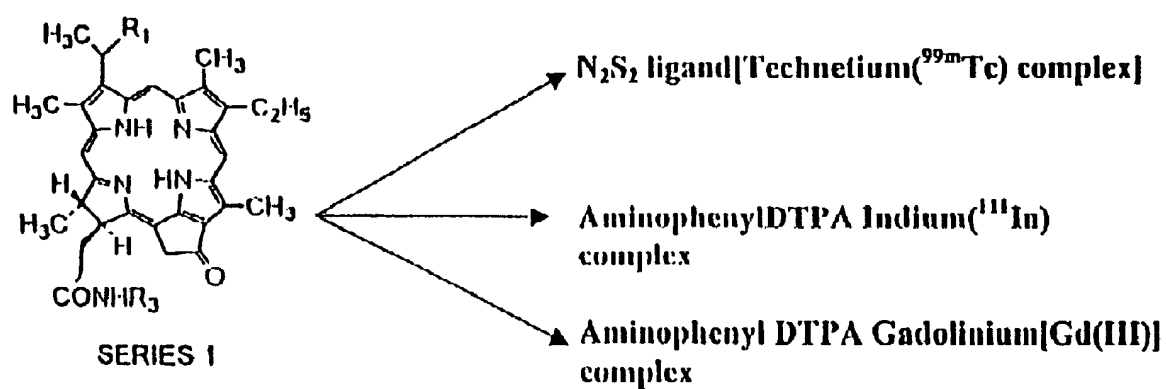 H₃C R₁
CH₃
H₃C
C₂H₅
NH N
N HN
H
H₃C
H
CH₃
O
CONHR₃
SERIES 1
N₂S₂ ligand[Technetium(⁹⁹ᵐTc) complex]
AminophenylDTPA Indium(¹¹¹In)
complex
Aminophenyl DTPA Gadolinium[Gd(III)]
complex